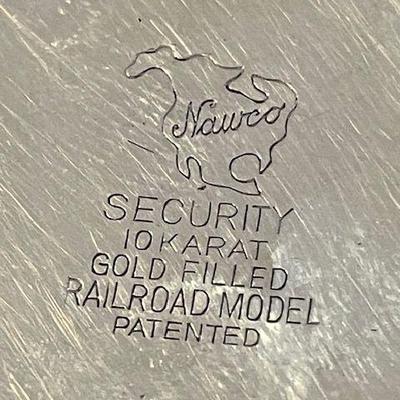 Nawco
SECURITY
10 KARAT
GOLD FILLED
RAILROAD MODEL
PATENTED